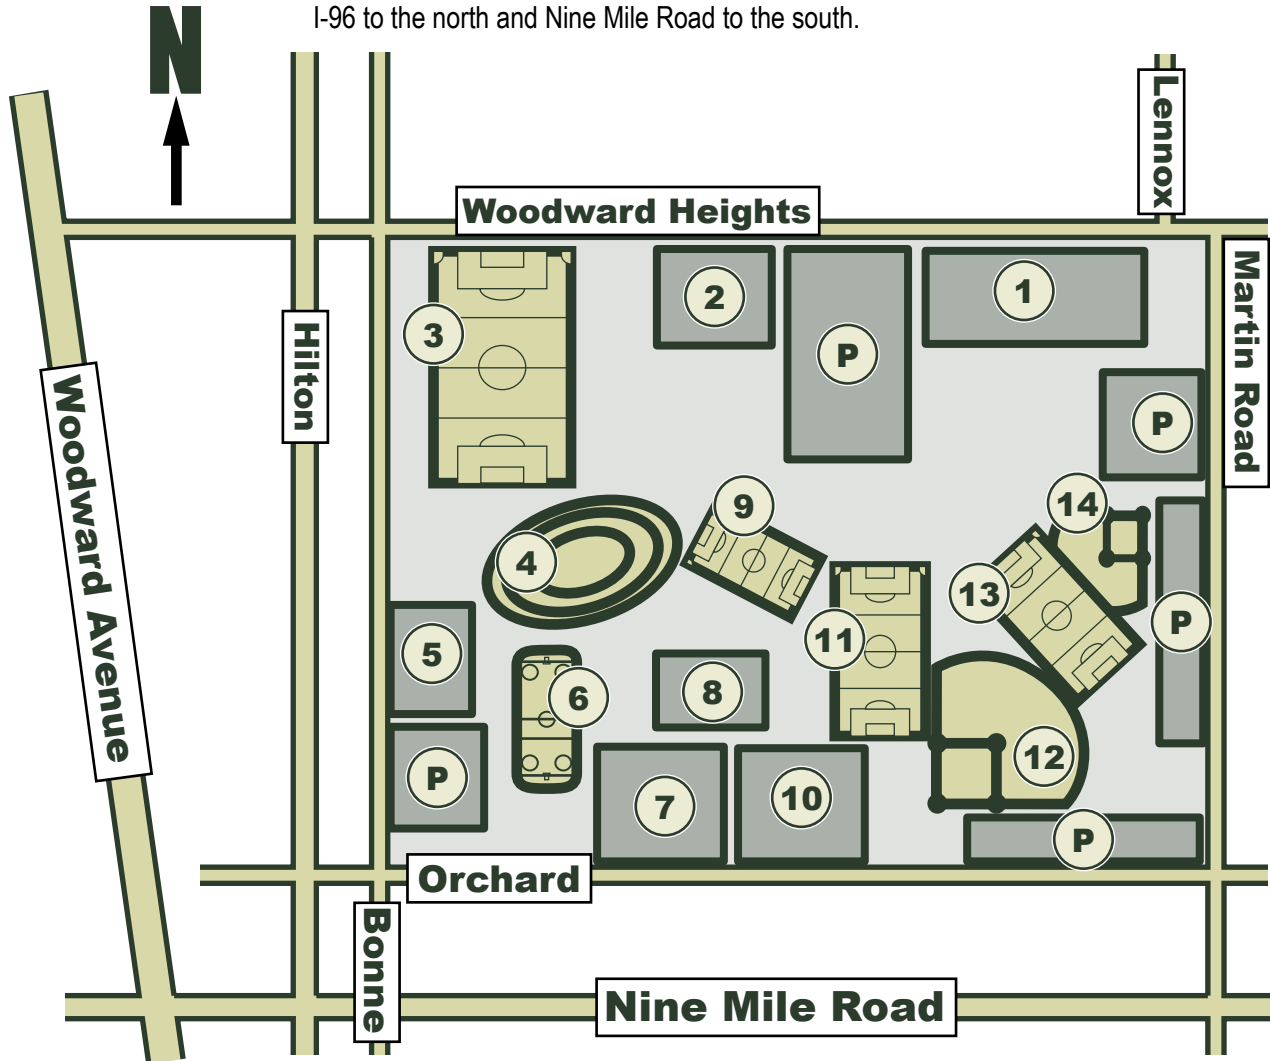 I-96 to the north and Nine Mile Road to the south.
N
Lennox
Woodward Heights
Martin Road
Hilton
Woodward Avenue
1
2
3
P
P
14
9
4
13
11
P
5
8
6
12
P
7
10
P
Orchard
Bonne
Nine Mile Road